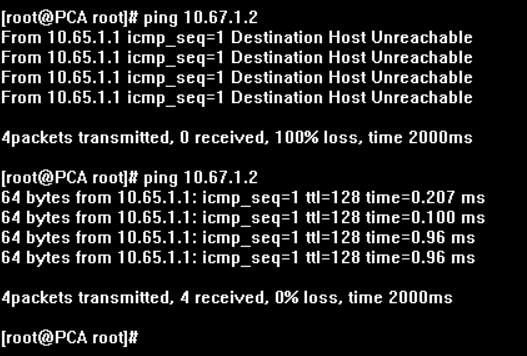 [root@PCA root]# ping 10.67.1.2
From 10.65.1.1 icmp_seq=1 Destination Host Unreachable
From 10.65.1.1 icmp_seq=1 Destination Host Unreachable
From 10.65.1.1 icmp_seq=1 Destination Host Unreachable
From 10.65.1.1 icmp_seq=1 Destination Host Unreachable
4packets transmitted, 0 received, 100% loss, time 2000ms
[root@PCA root]# ping 10.67.1.2
64 bytes from 10.65.1.1: icmp_seq=1 ttl=128 time=0.207 ms
64 bytes from 10.65.1.1: icmp_seq=1 ttl=128 time=0.100 ms
64 bytes from 10.65.1.1: icmp_seq=1 ttl=128 time=0.96 ms
64 bytes from 10.65.1.1: icmp_seq=1 ttl=128 time=0.96 ms
4packets transmitted, 4 received, 0% loss, time 2000ms
[root@PCA root]#